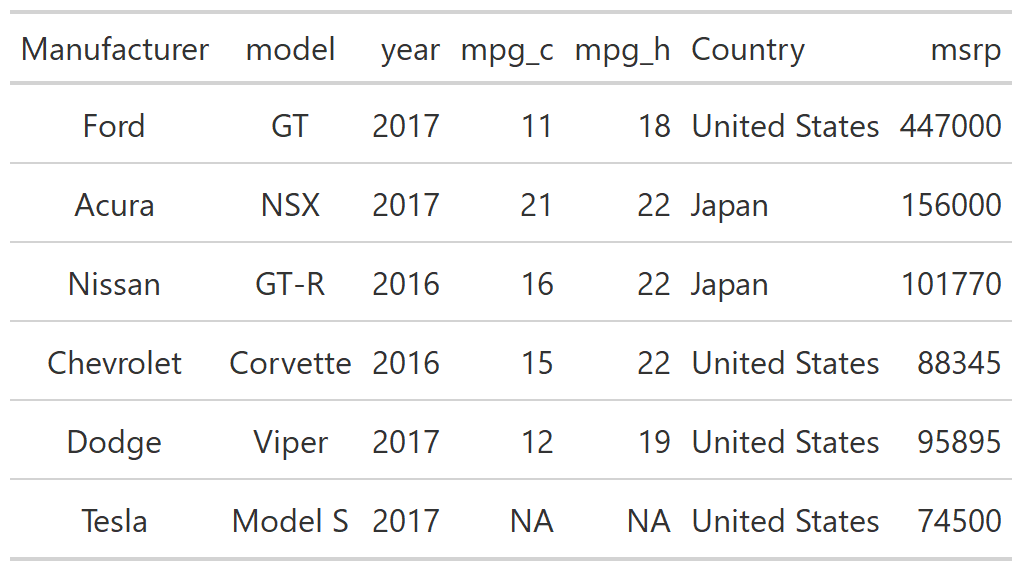 Manufacturer model year mpg_c mpg_h Country msrp
Ford GT 2017 11 18 United States 447000
Acura NSX 2017 21 22 Japan 156000
Nissan GT-R 2016 16 22 Japan 101770
Chevrolet Corvette 2016 15 22 United States 88345
Dodge Viper 2017 12 19 United States 95895
Tesla Model S 2017 NA NA United States 74500